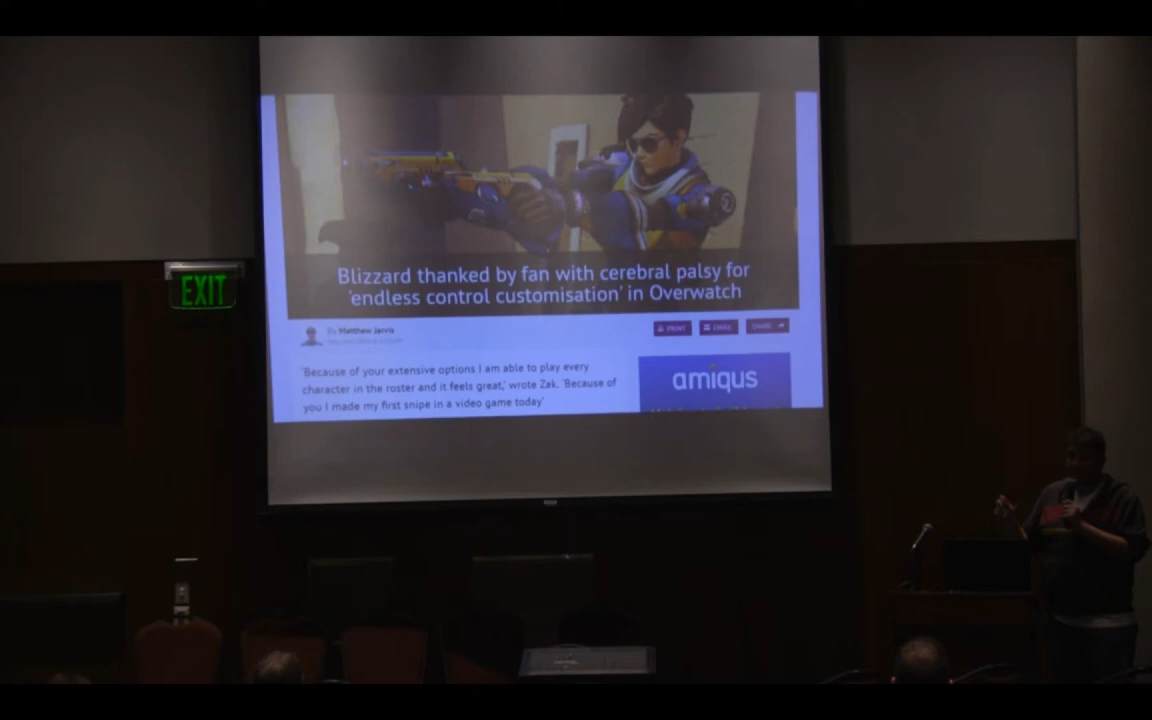 Blizzard thanked by fan with cerebral palsy for
'endless control customisation' in Overwatch
By Matthew Jarvis
PRINT
EMAIL
SHARE
'Because of your extensive options I am able to play every
character in the roster and it feels great,' wrote Zak. 'Because of
you I made my first snipe in a video game today'
amiqus
EXIT